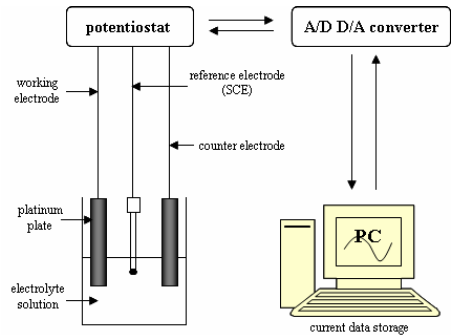 potentiostat
A/D D/A converter
working
electrode
reference electrode
(SCE)
counter electrode
platinum
plate
electrolyte
solution
PC
current data storage